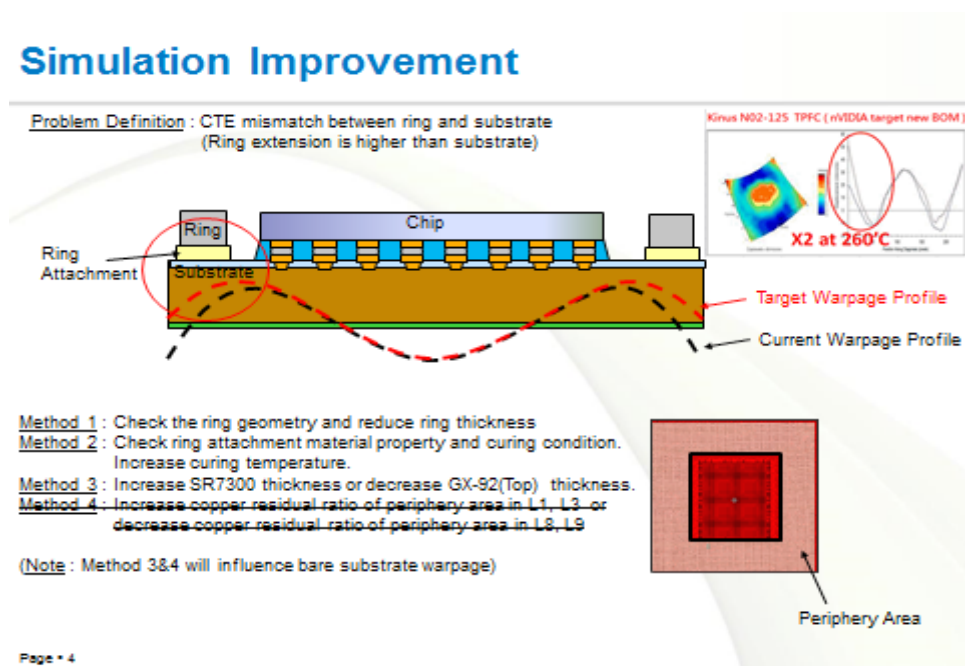 Simulation Improvement
Problem Definition : CTE mismatch between ring and substrate
(Ring extension is higher than substrate)
Kinus N02-125 TPFC ( nVIDIA target new BOM )
X2 at 260°C
Ring
Chip
Ring
Attachment
Substrate
Target Warpage Profile
Current Warpage Profile
Method 1 : Check the ring geometry and reduce ring thickness
Method 2 : Check ring attachment material property and curing condition.
Increase curing temperature.
Method 3 : Increase SR7300 thickness or decrease GX-92(Top) thickness.
Method 4 : Increase copper residual ratio of periphery area in L1, L3 or
decrease copper residual ratio of periphery area in L8, L9
(Note : Method 3&4 will influence bare substrate warpage)
Periphery Area
Page ▪ 4